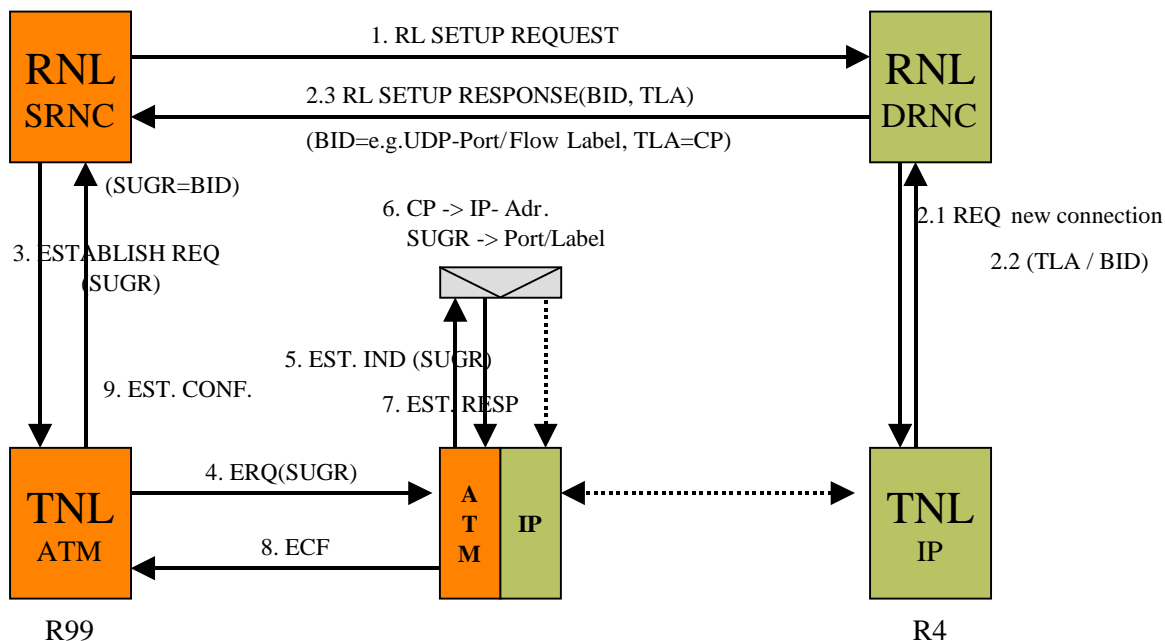 1. RL SETUP REQUEST
RNL
SRNC
RNL
DRNC
2.3 RL SETUP RESPONSE(BID, TLA)
(BID=e.g.UDP-Port/Flow Label, TLA=CP)
(SUGR=BID)
6. CP -> IP- Adr.
SUGR -> Port/Label
2.1 REQ new connection
2.2 (TLA / BID)
3. ESTABLISH REQ
(SUGR)
5. EST. IND (SUGR)
9. EST. CONF.
7. EST. RESP
4. ERQ(SUGR)
TNL
ATM
A
T
M
IP
TNL
IP
8. ECF
R99
R4